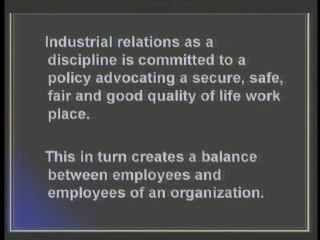 Industrial relations as a
discipline is committed to a
policy advocating a secure, safe,
fair and good quality of life work
place.
This in turn creates a balance
between employees and
employees of an organization.